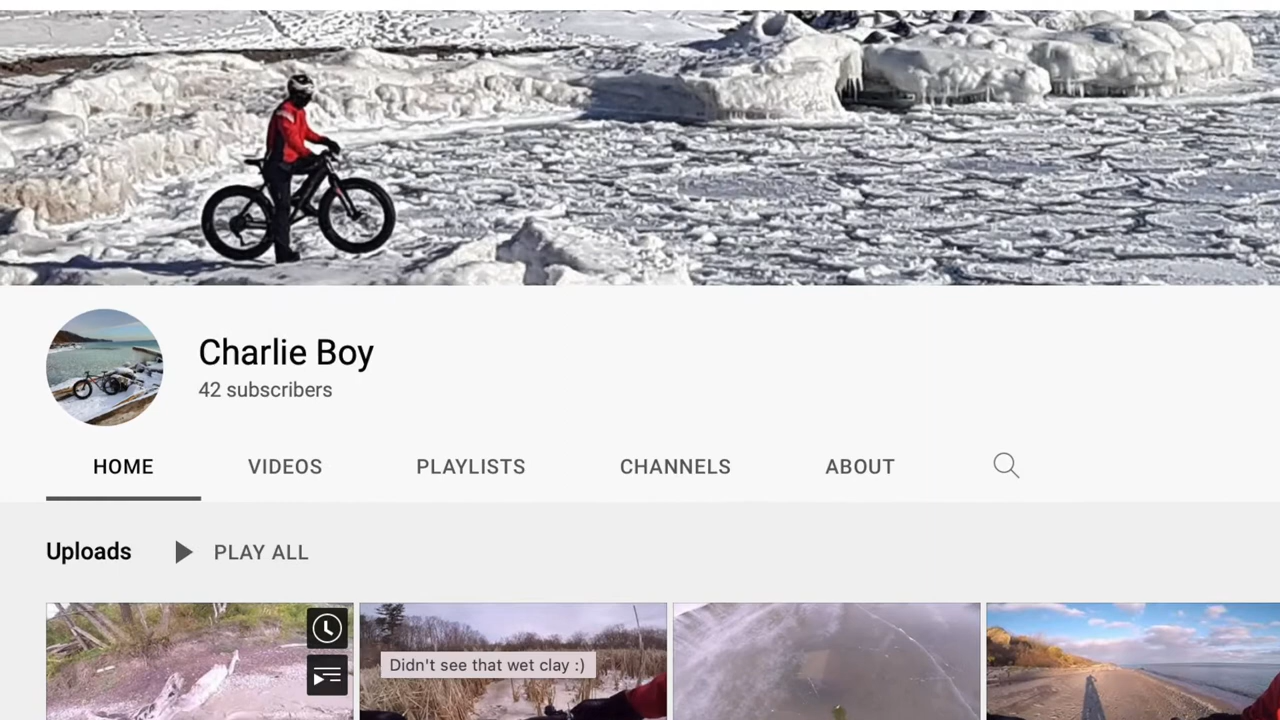 Charlie Boy
42 subscribers
HOME VIDEOS PLAYLISTS CHANNELS ABOUT
Uploads PLAY ALL
Didn't see that wet clay :)